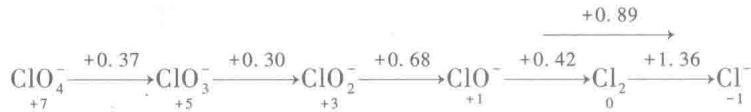 +0.89
ClO₄⁻ +0.37 ClO₃⁻ +0.30 ClO₂⁻ +0.68 ClO⁻ +0.42 Cl₂ +1.36 Cl⁻
+7 +5 +3 +1 0 -1